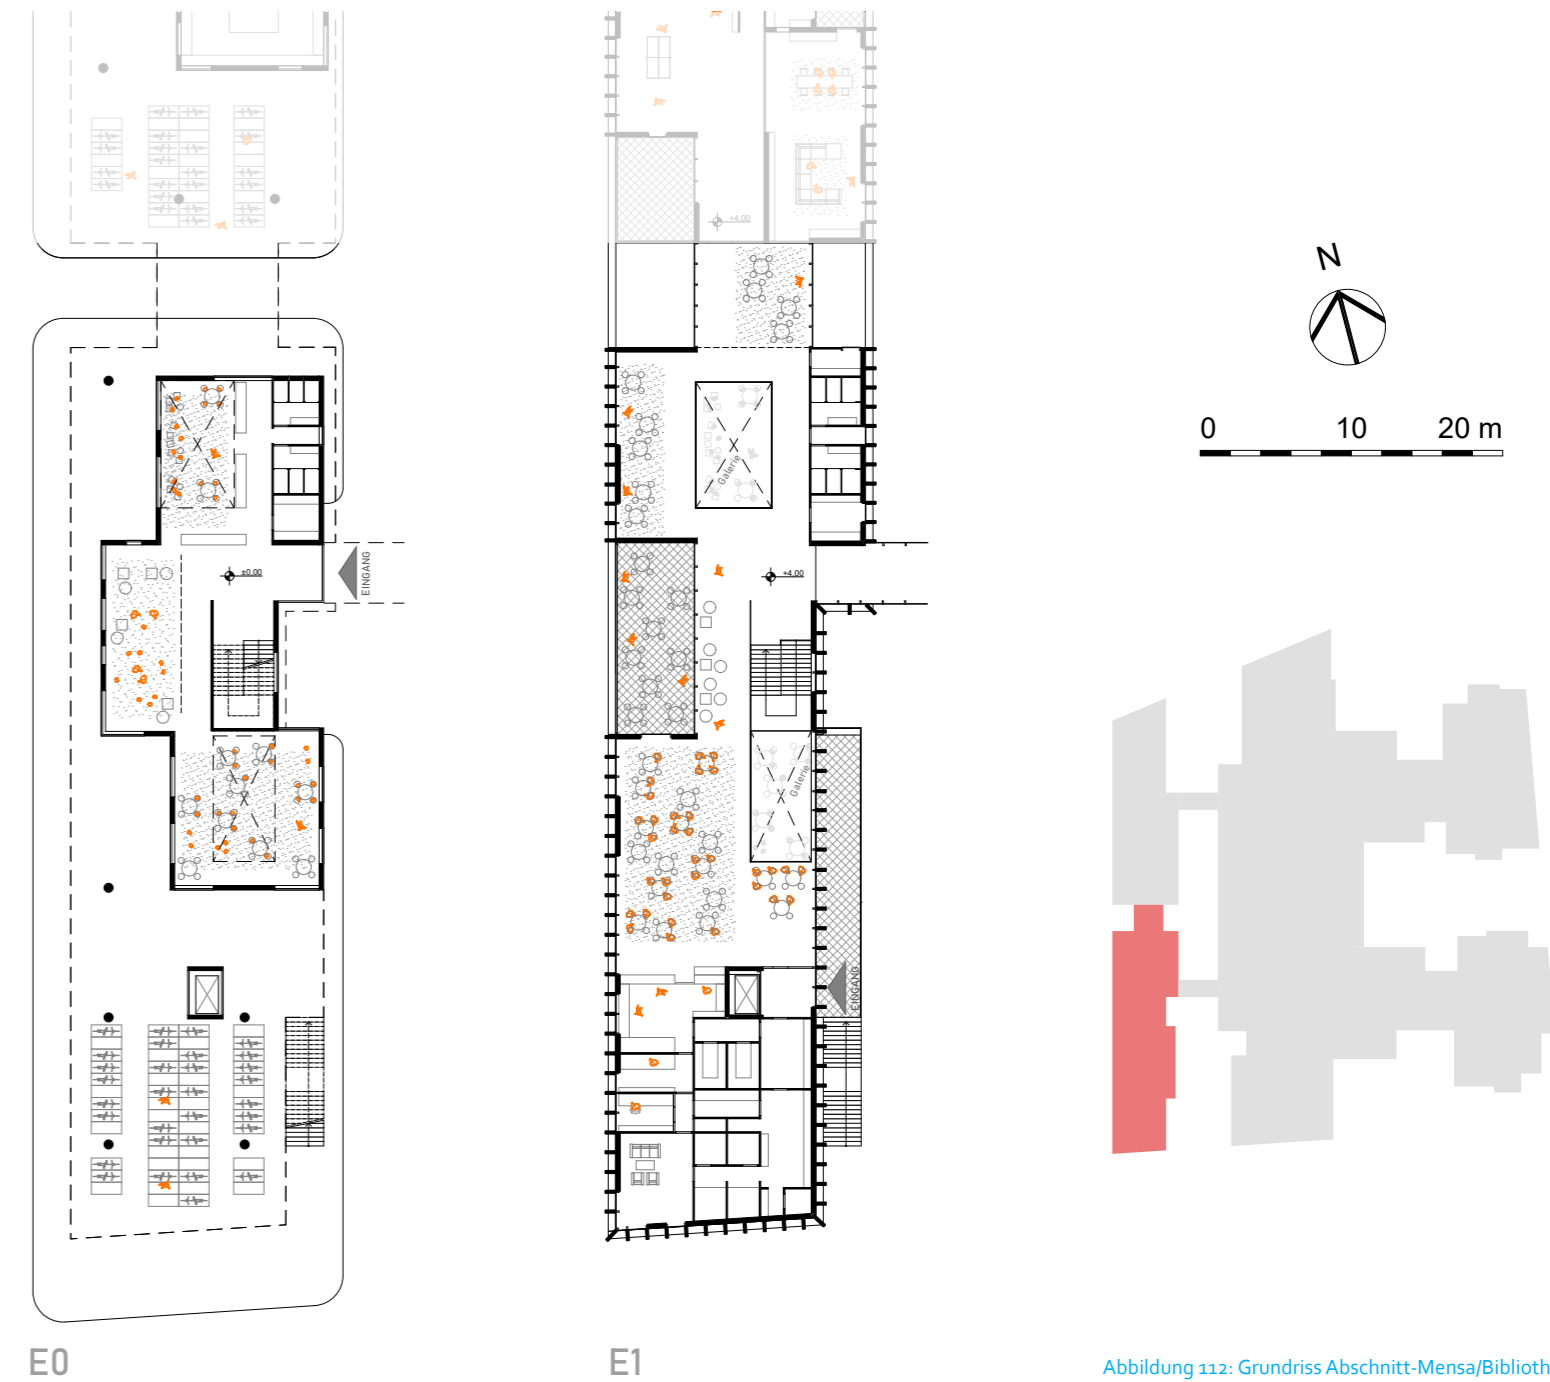 +4.00
N
0 10 20 m
Galerie
±0.00
EINGANG
+4.00
Galerie
EINGANG
E0
E1
Abbildung 112: Grundriss Abschnitt-Mensa/Biblioth